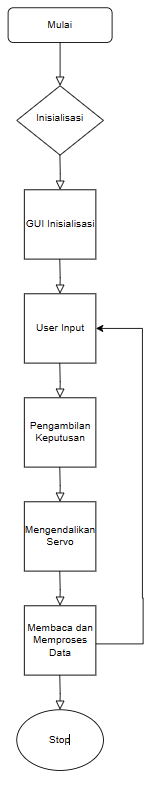 Mulai
Inisialisasi
GUI Inisialisasi
User Input
Pengambilan
Keputusan
Mengendalikan
Servo
Membaca dan
Memproses
Data
Stop